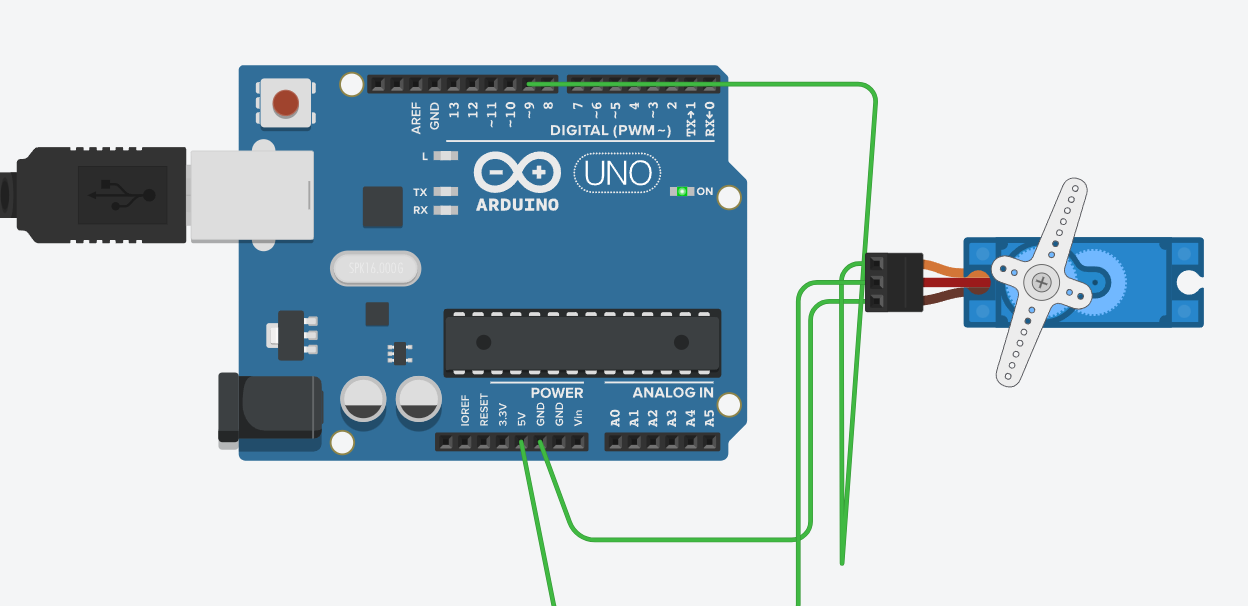 AREF
GND
13
12
~11
~10
~9
8
7
~6
~5
4
~3
2
TX→1
RX←0
DIGITAL (PWM ~)
L
TX
RX
UNO
ON
ARDUINO
SPK16.000G
POWER
ANALOG IN
IOREF
RESET
3.3V
5V
GND
GND
Vin
A0
A1
A2
A3
A4
A5